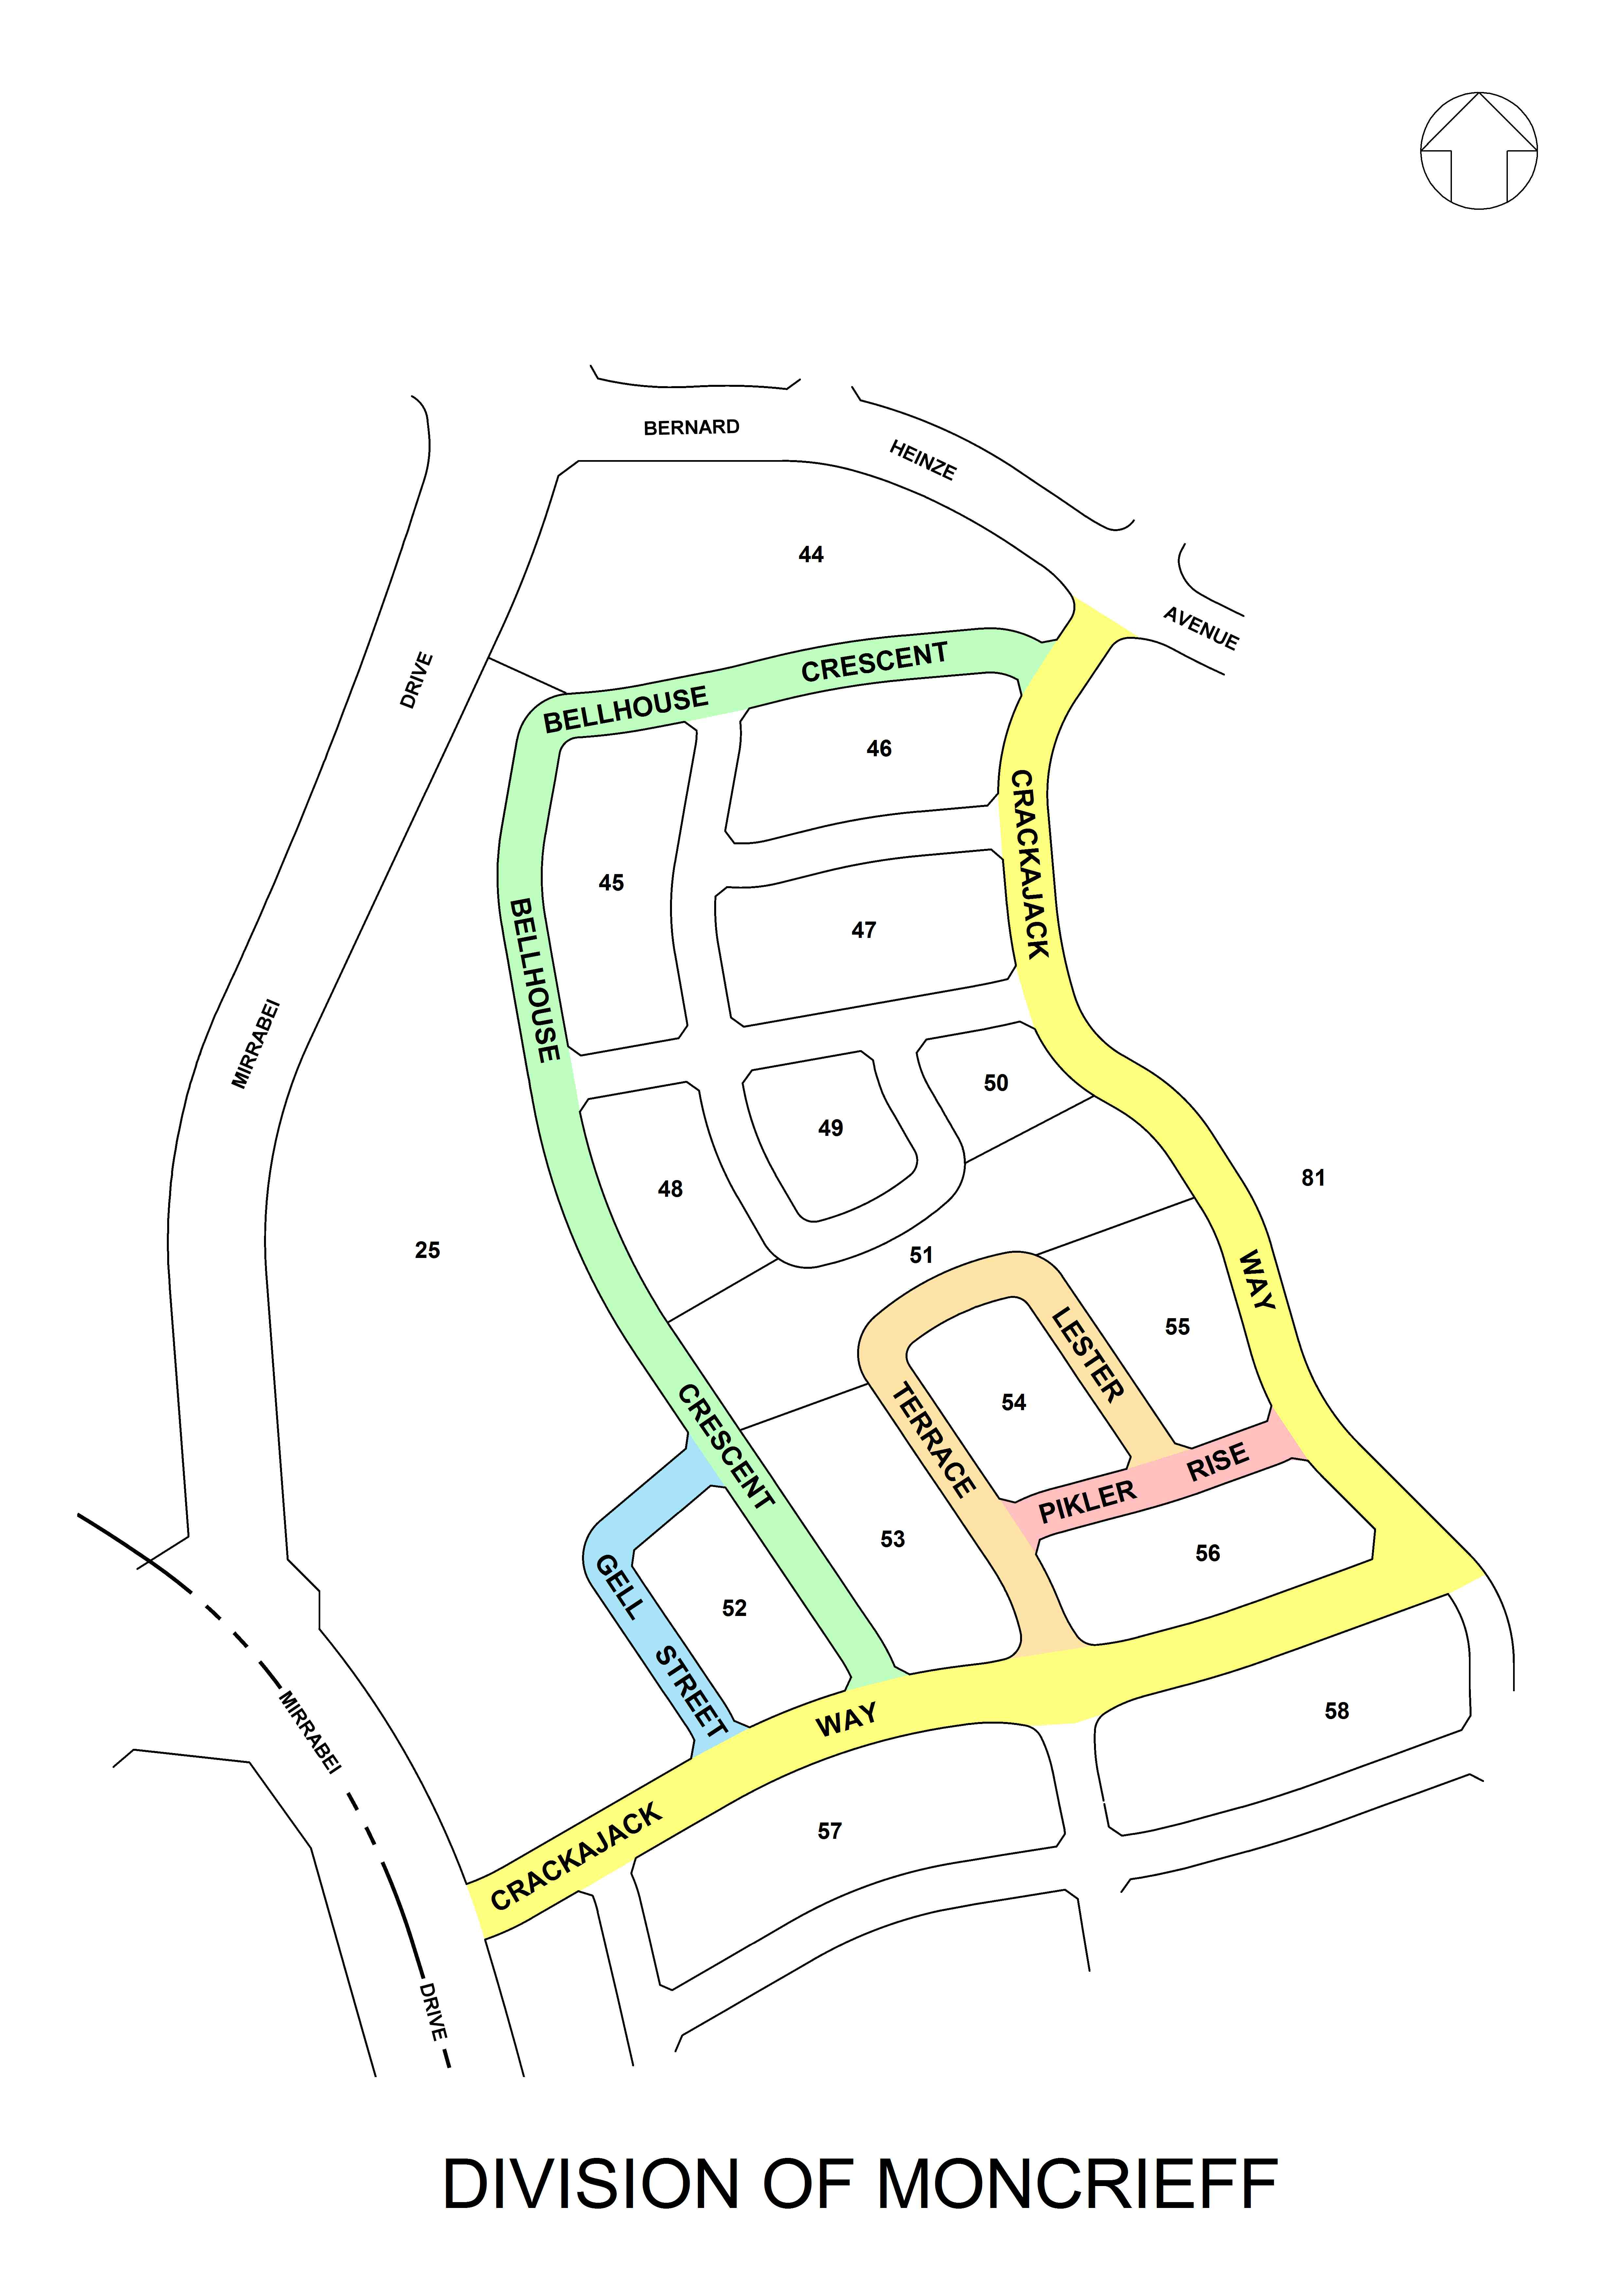 BERNARD
HEINZE
AVENUE
44
DRIVE
BELLHOUSE
CRESCENT
46
CRACKAJACK
45
BELLHOUSE
47
MIRRABEI
50
49
48
81
25
51
WAY
55
LESTER
54
TERRACE
CRESCENT
PIKLER
RISE
53
56
GELL
STREET
52
MIRRABEI
WAY
58
CRACKAJACK
57
DRIVE
DIVISION OF MONCRIEFF